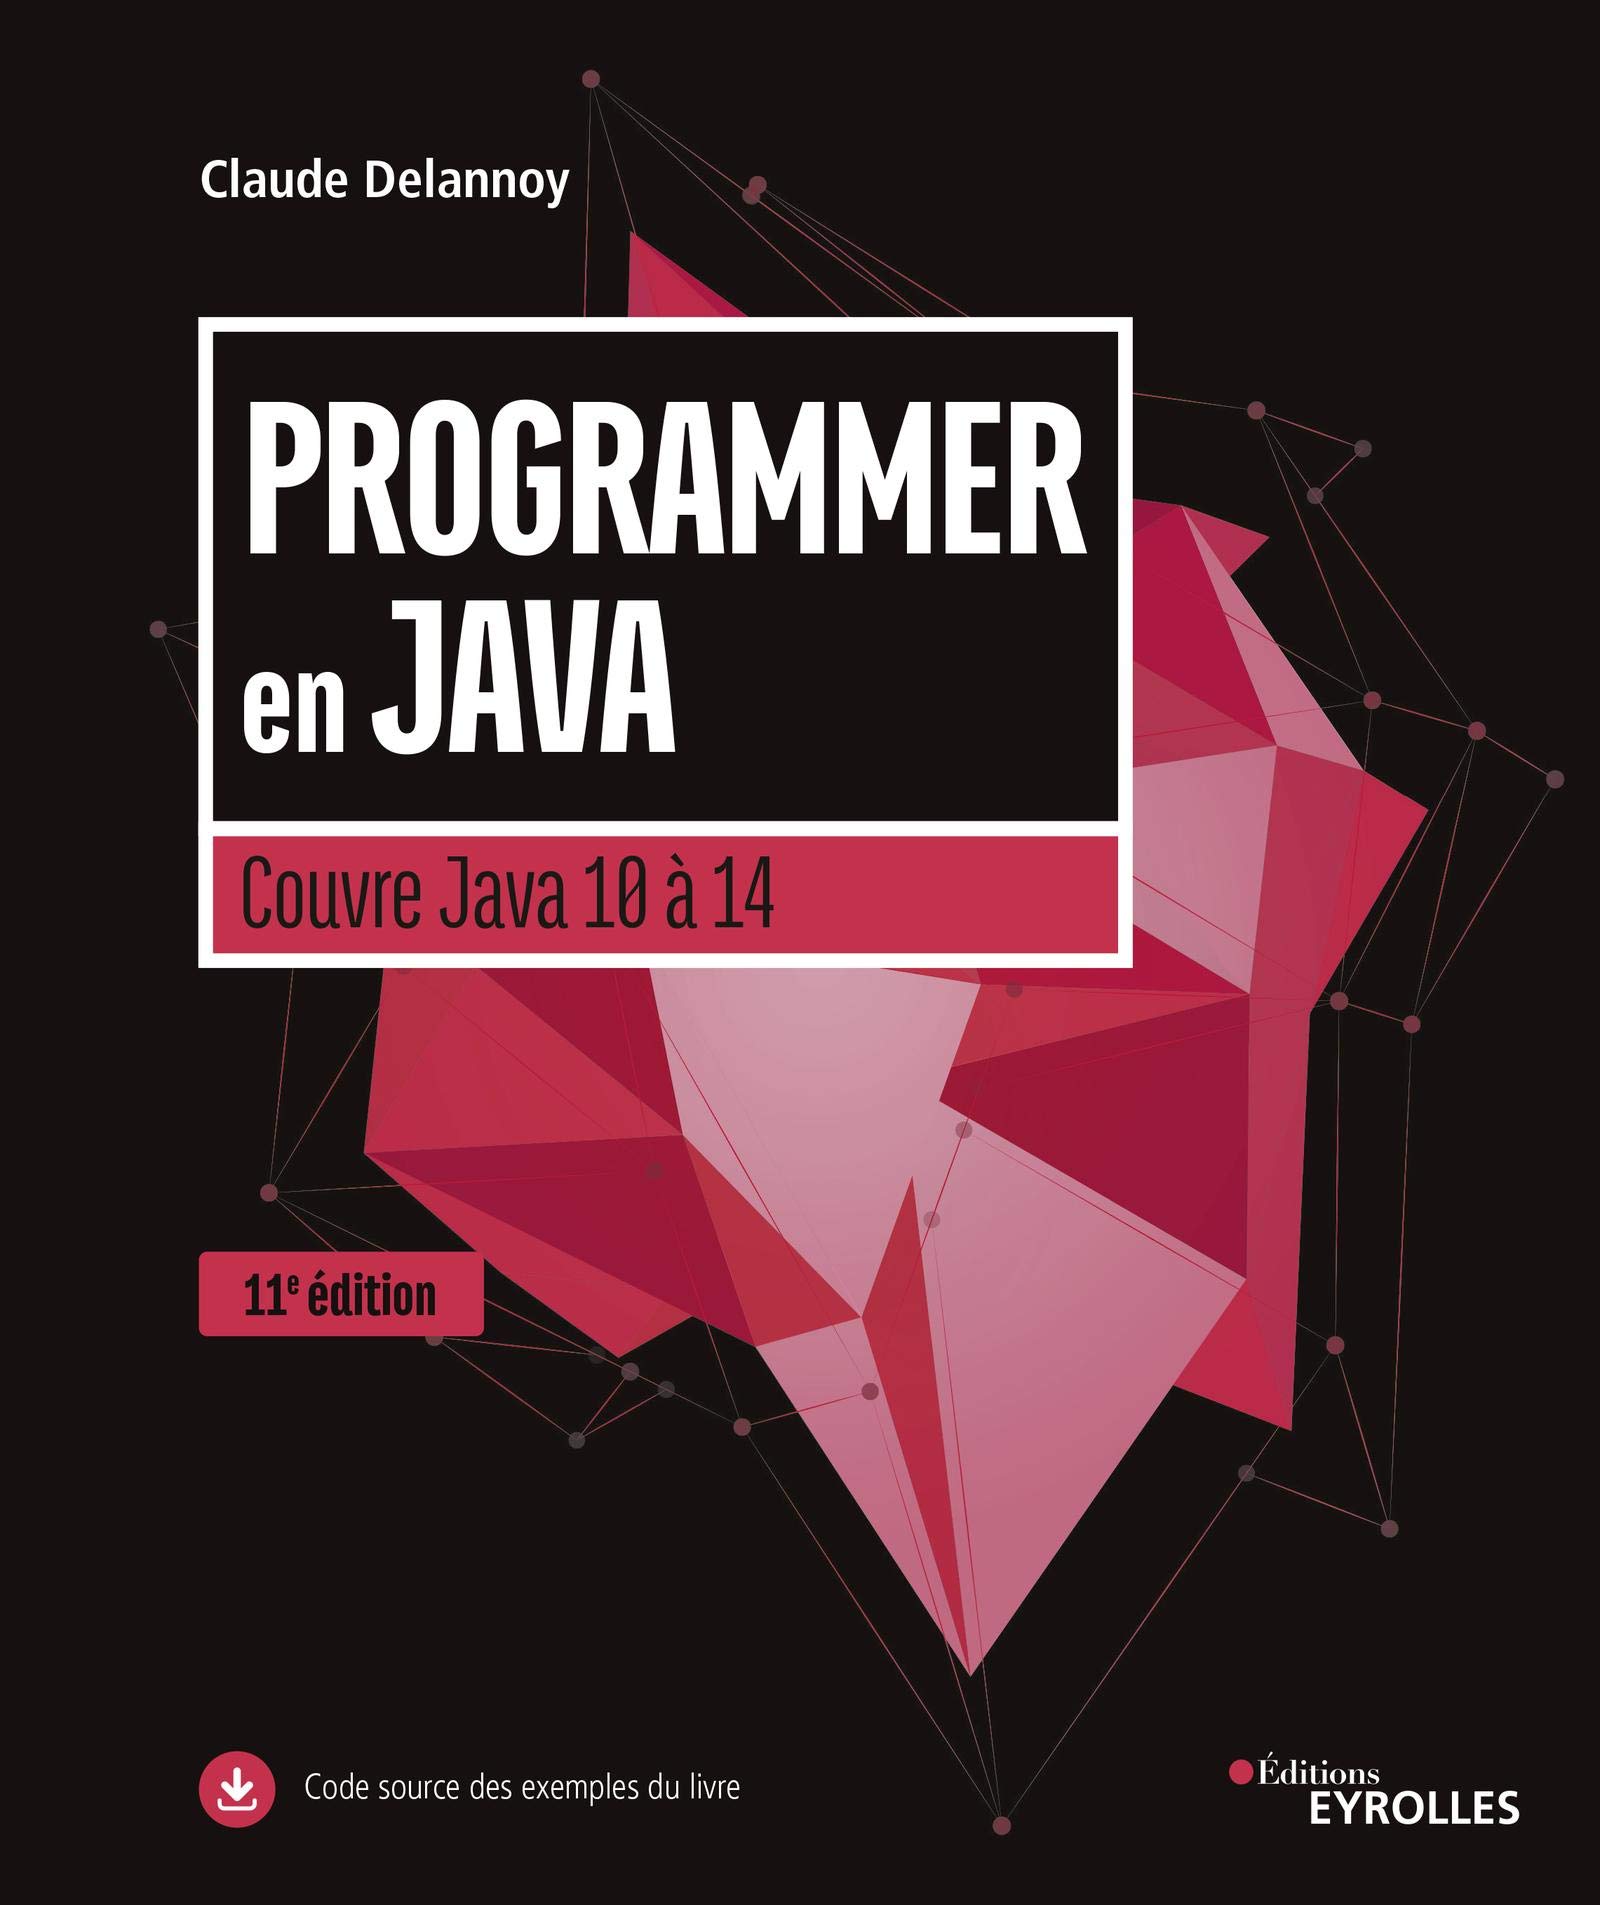 Claude Delannoy
PROGRAMMER
en JAVA
Couvre Java 10 à 14
11e édition
Code source des exemples du livre
Éditions
EYROLLES